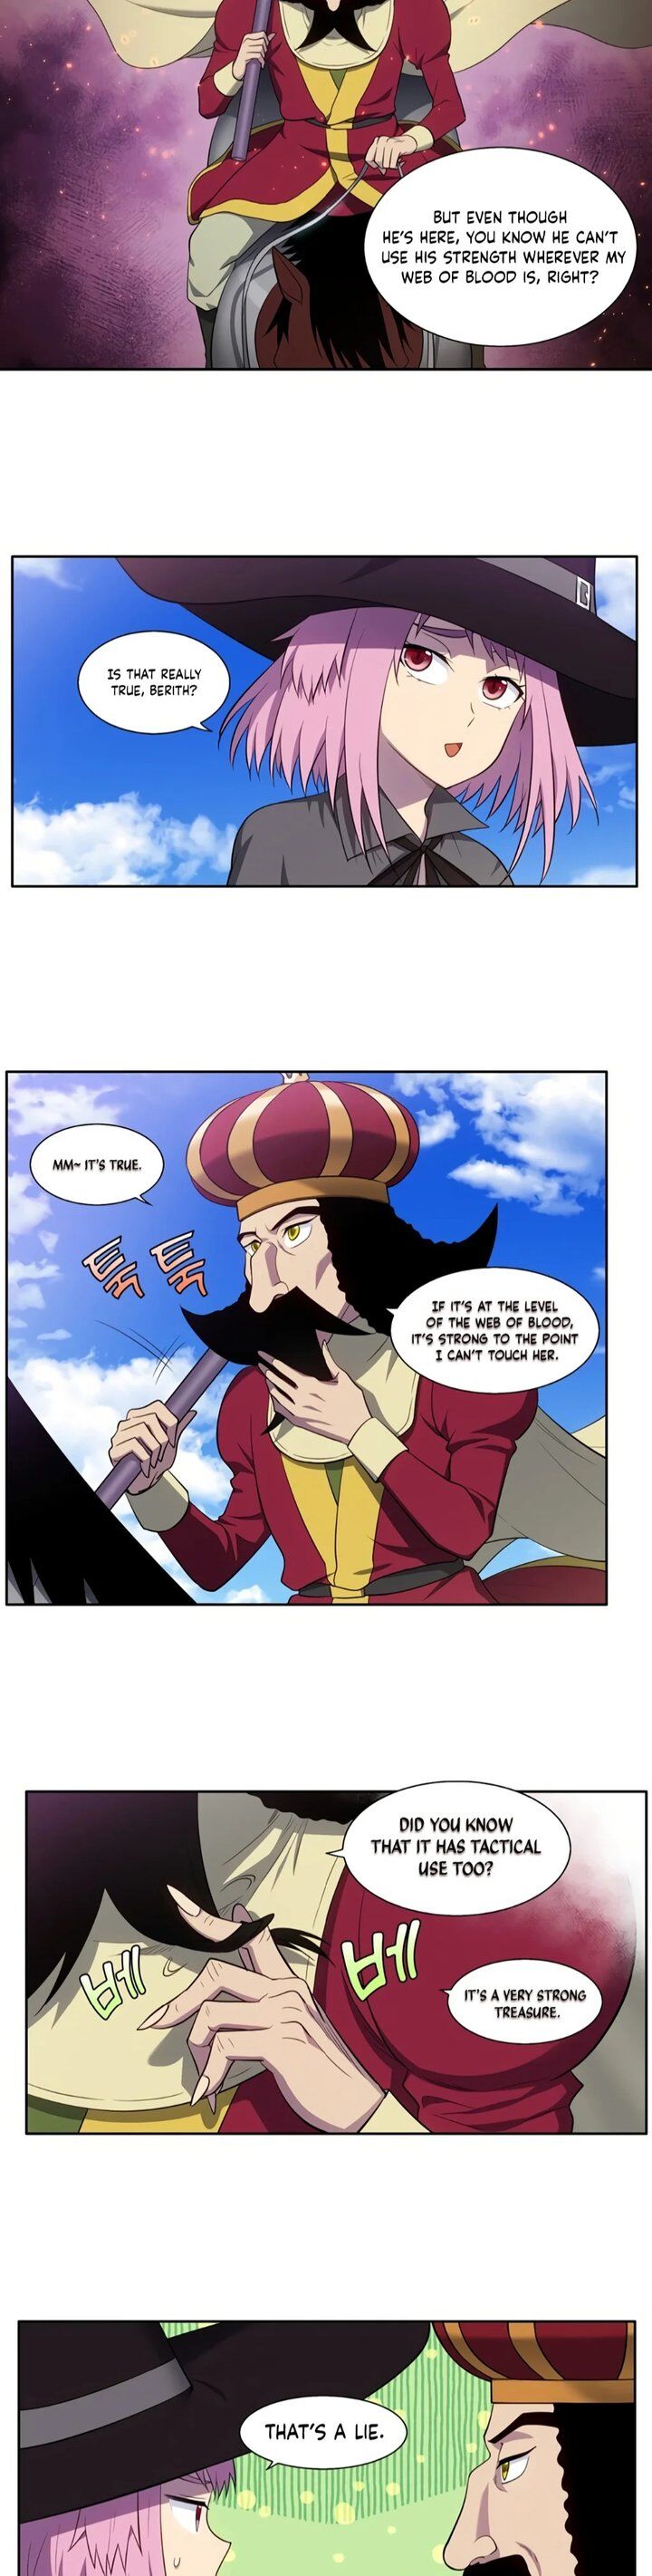 BUT EVEN THOUGH
HE'S HERE, YOU KNOW HE CAN'T
USE HIS STRENGTH WHEREVER MY
WEB OF BLOOD IS, RIGHT?
IS THAT REALLY
TRUE, BERITH?
MM~ IT'S TRUE.
툭 툭
IF IT'S AT THE LEVEL
OF THE WEB OF BLOOD,
IT'S STRONG TO THE POINT
I CAN'T TOUCH HER.
DID YOU KNOW
THAT IT HAS TACTICAL
USE TOO?
베 베
IT'S A VERY STRONG
TREASURE.
THAT'S A LIE.